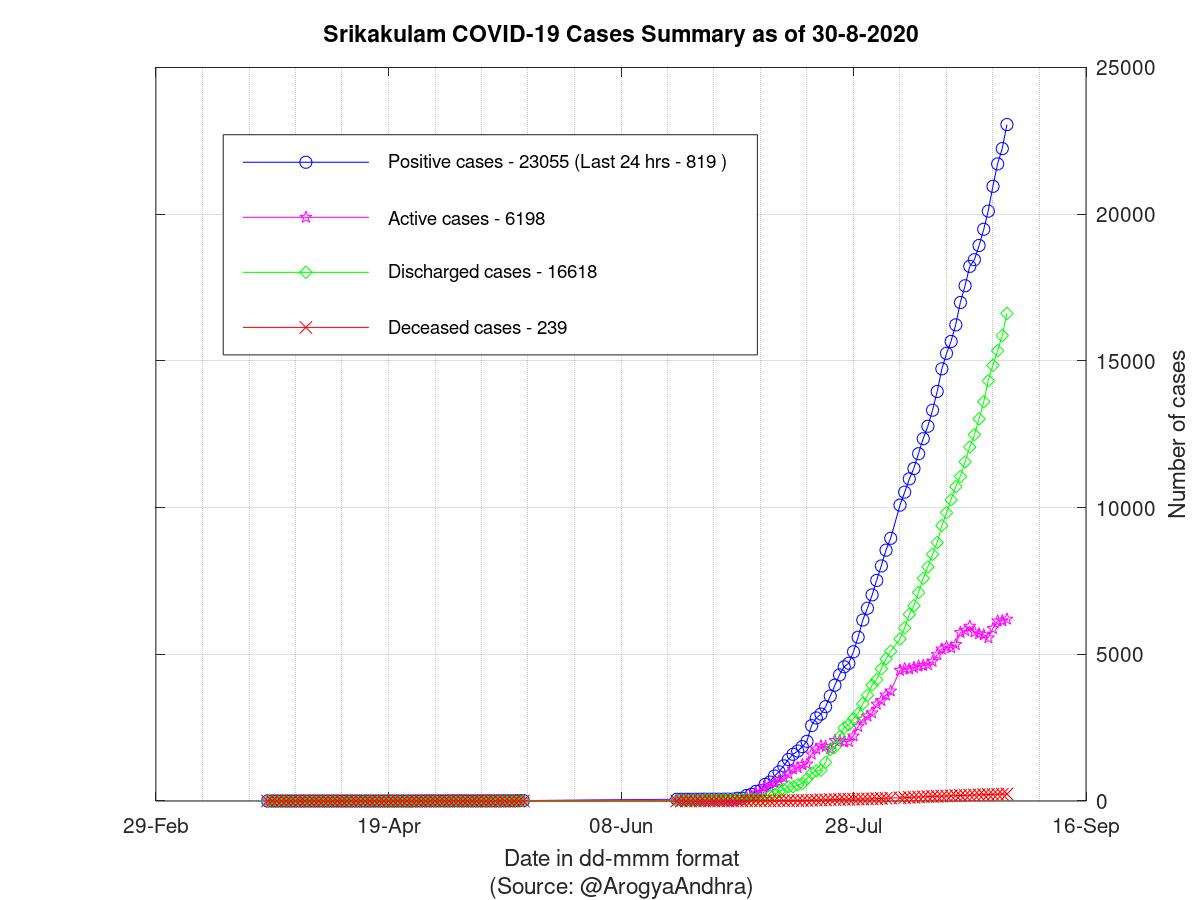 Srikakulam COVID-19 Cases Summary as of 30-8-2020
25000
Positive cases - 23055 (Last 24 hrs - 819 )
Active cases - 6198
20000
Discharged cases - 16618
Deceased cases - 239
15000
Number of cases
10000
5000
0
29-Feb 19-Apr 08-Jun 28-Jul 16-Sep
Date in dd-mmm format
(Source: @ArogyaAndhra)